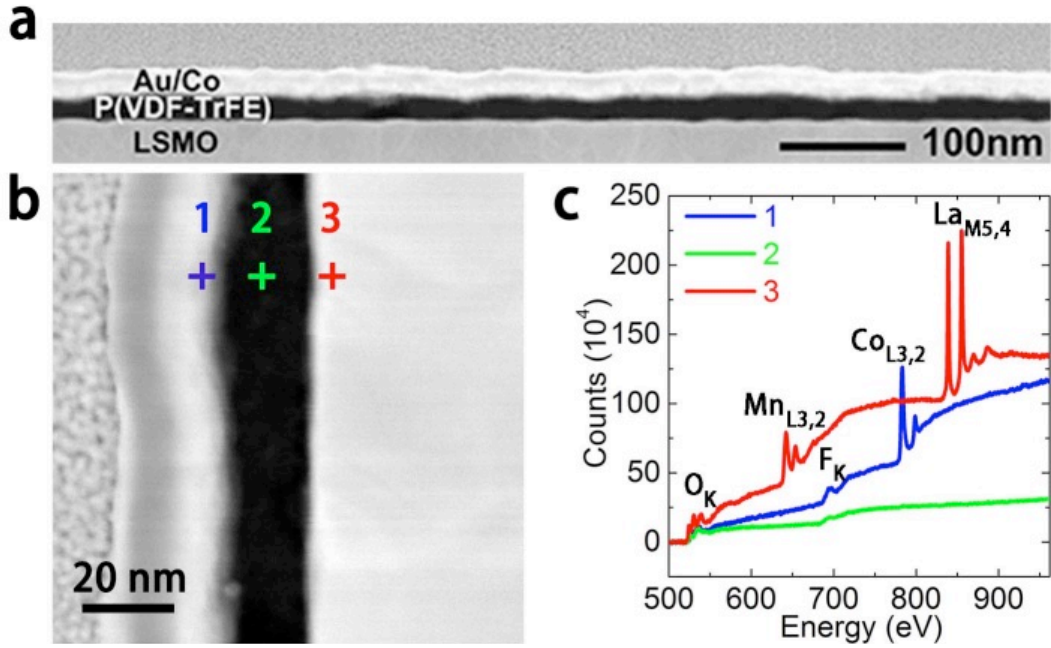 a
Au/Co
P(VDF-TrFE)
LSMO
100nm
b
1 2 3
20 nm
c
250
200
150
100
50
0
Counts (10⁴)
1
2
3
La M5,4
Co L3,2
Mn L3,2
F K
O K
500 600 700 800 900
Energy (eV)